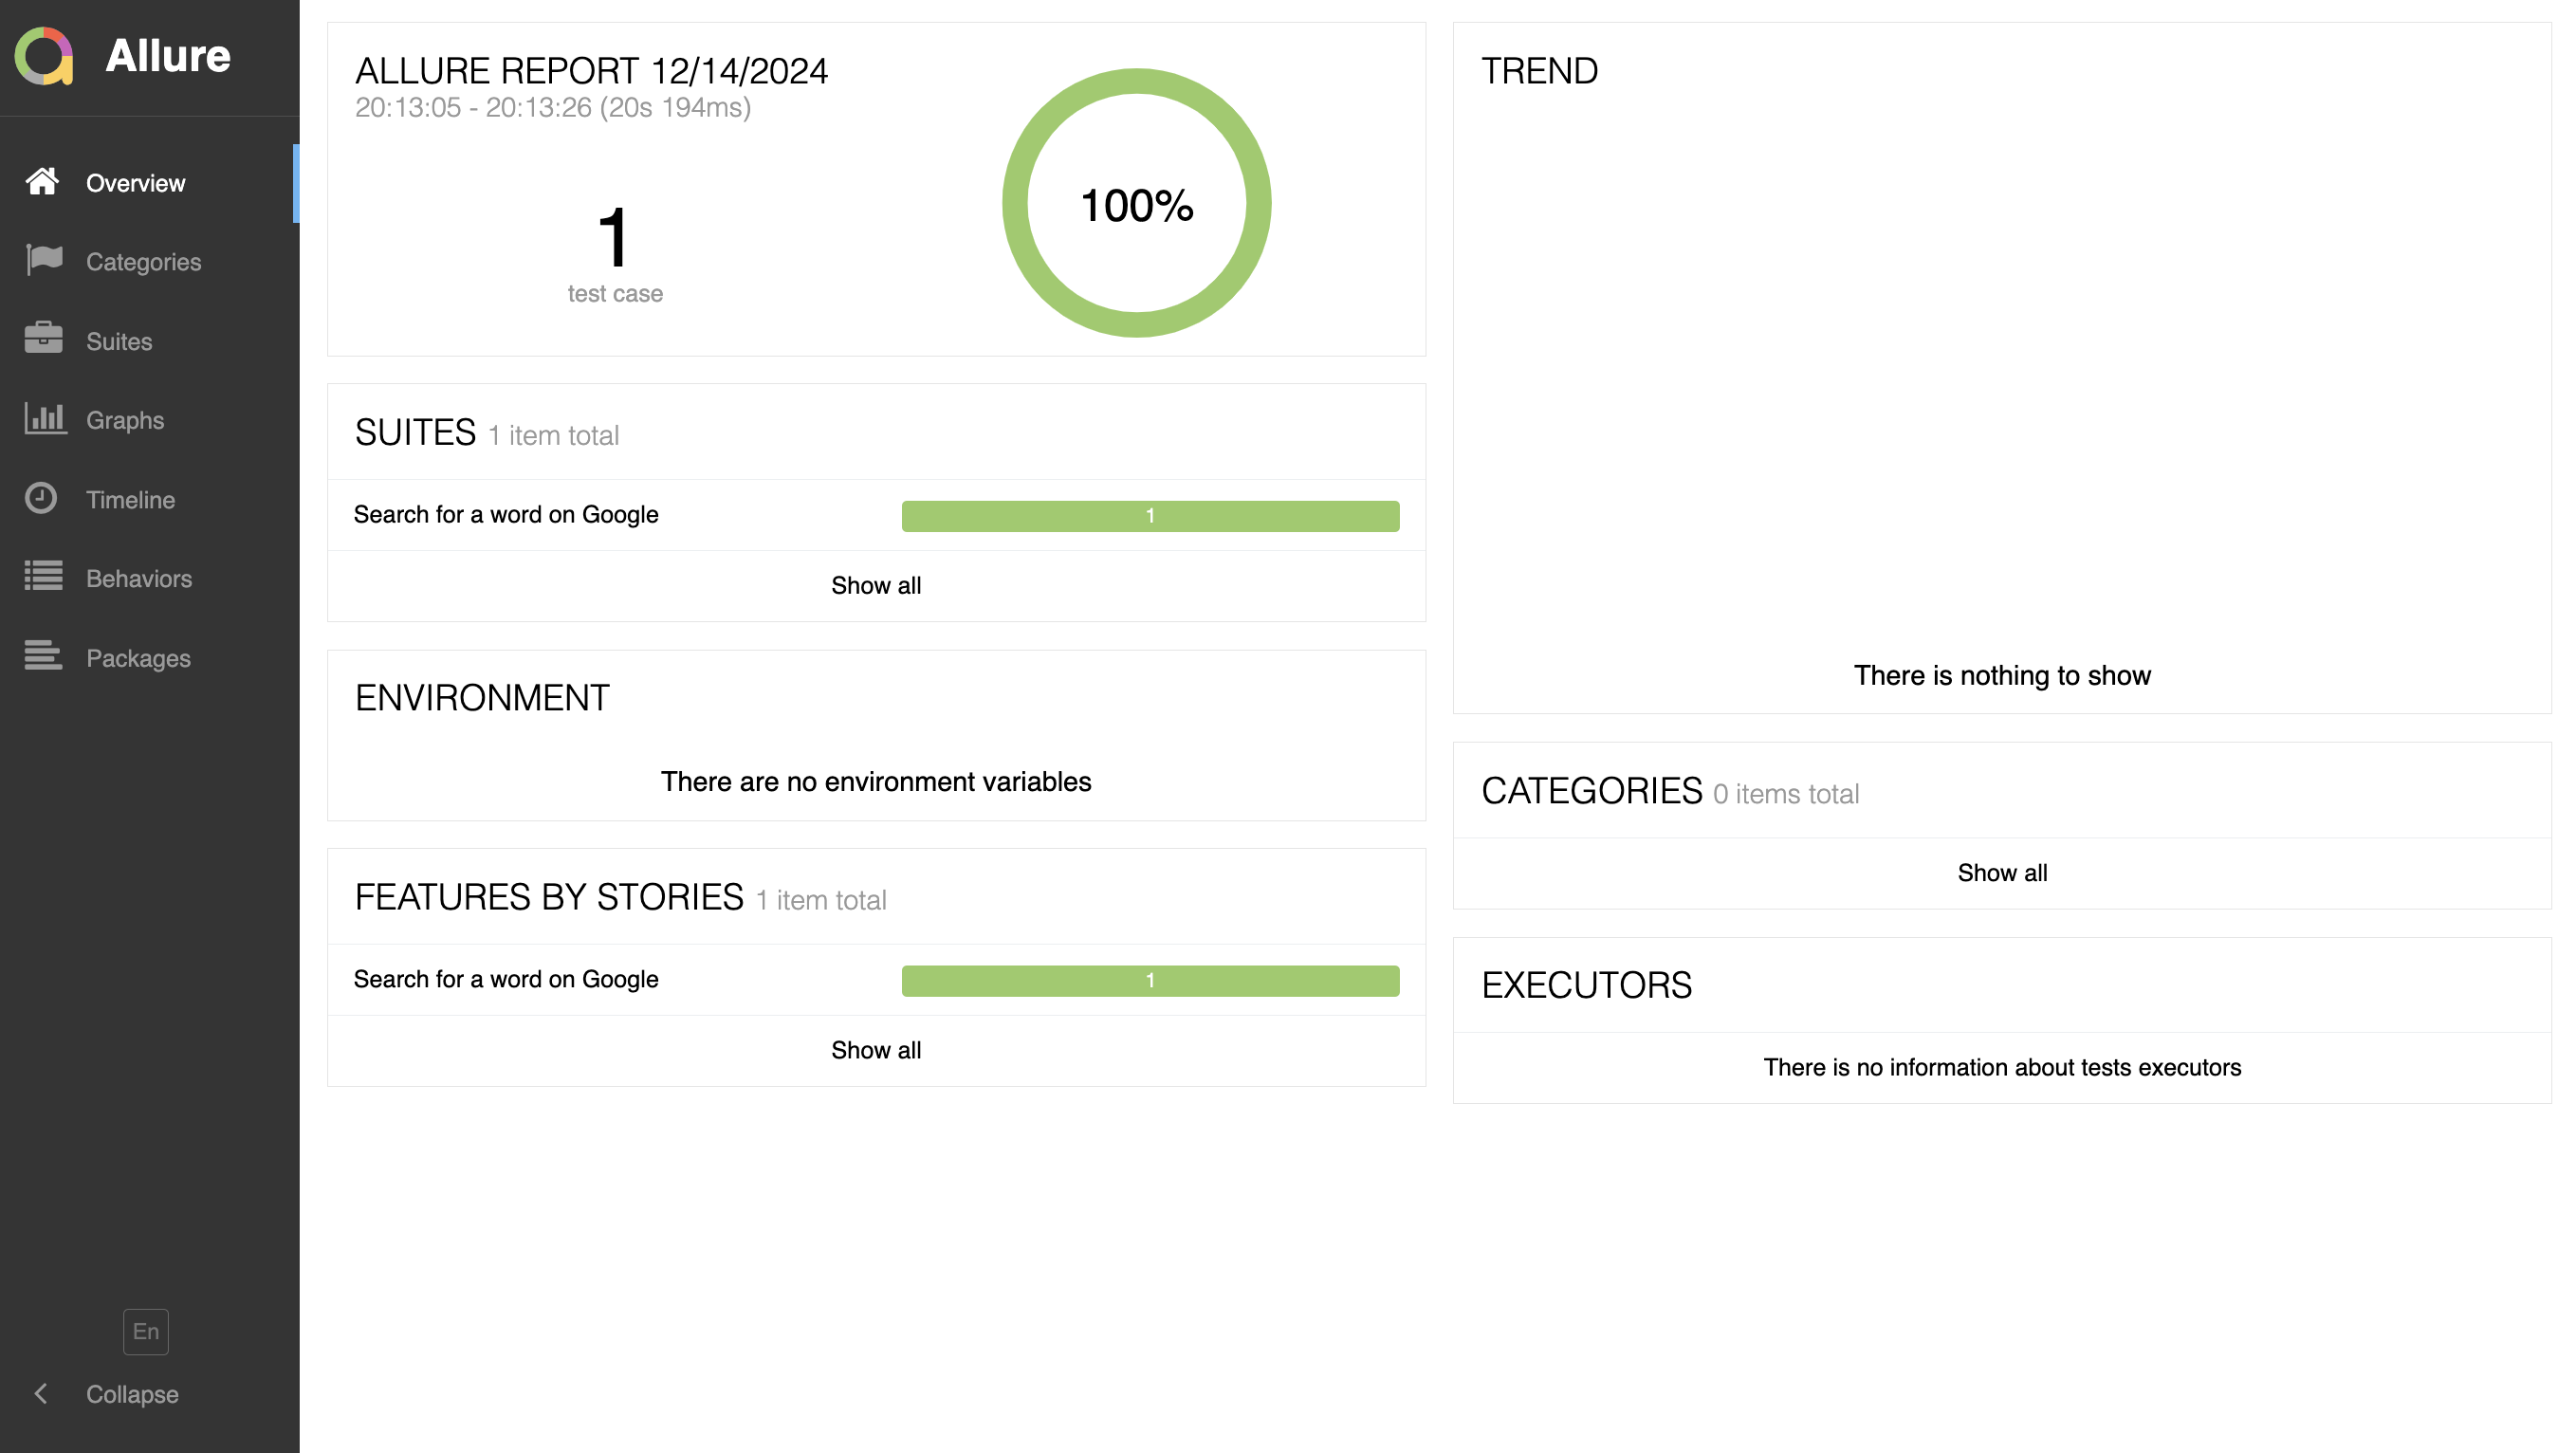 Allure
Overview
Categories
Suites
Graphs
Timeline
Behaviors
Packages
En
Collapse
ALLURE REPORT 12/14/2024
20:13:05 - 20:13:26 (20s 194ms)
1
test case
100%
SUITES 1 item total
Search for a word on Google 1
Show all
ENVIRONMENT
There are no environment variables
FEATURES BY STORIES 1 item total
Search for a word on Google 1
Show all
TREND
There is nothing to show
CATEGORIES 0 items total
Show all
EXECUTORS
There is no information about tests executors